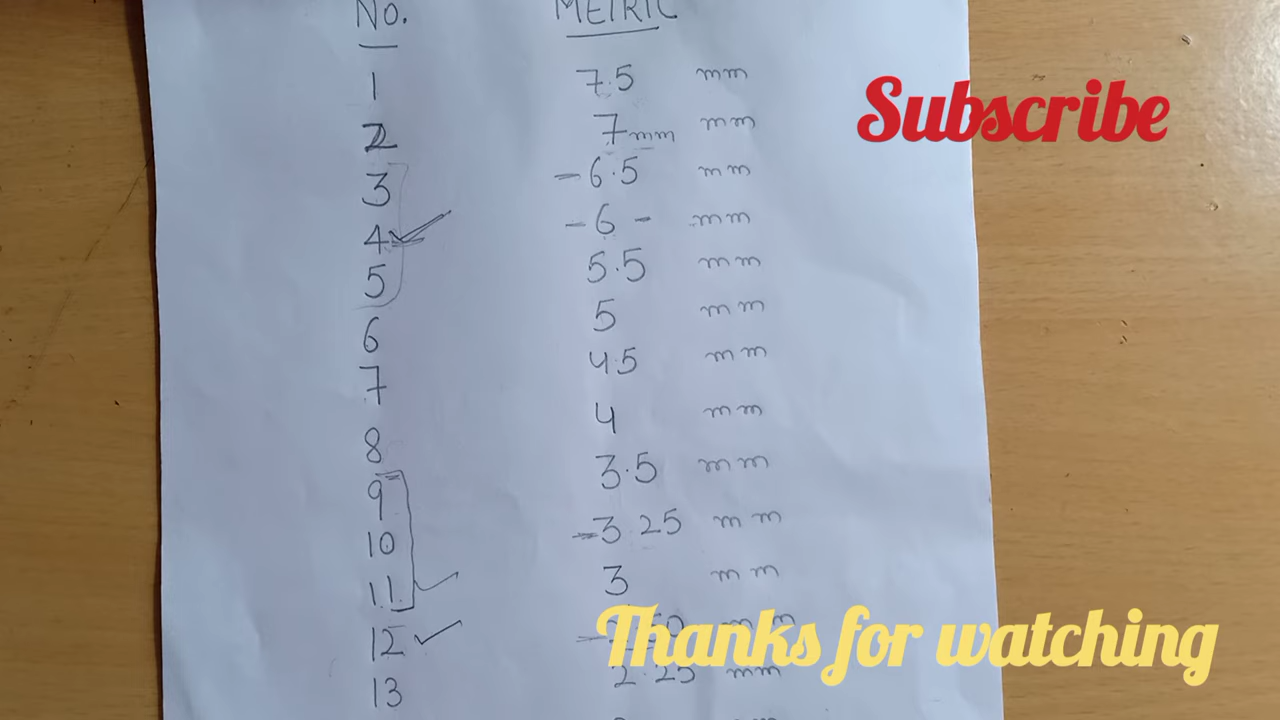 No. METRIC
1 7.5 mm
Subscribe
2 7mm mm
3 -6.5 mm
4 -6- mm
5 5.5 mm
6 5 mm
7 4.5 mm
8 4 mm
9 3.5 mm
10 -3.25 mm
11 3 mm
12 50 mm
Thanks for watching
13 2.25 mm
mm